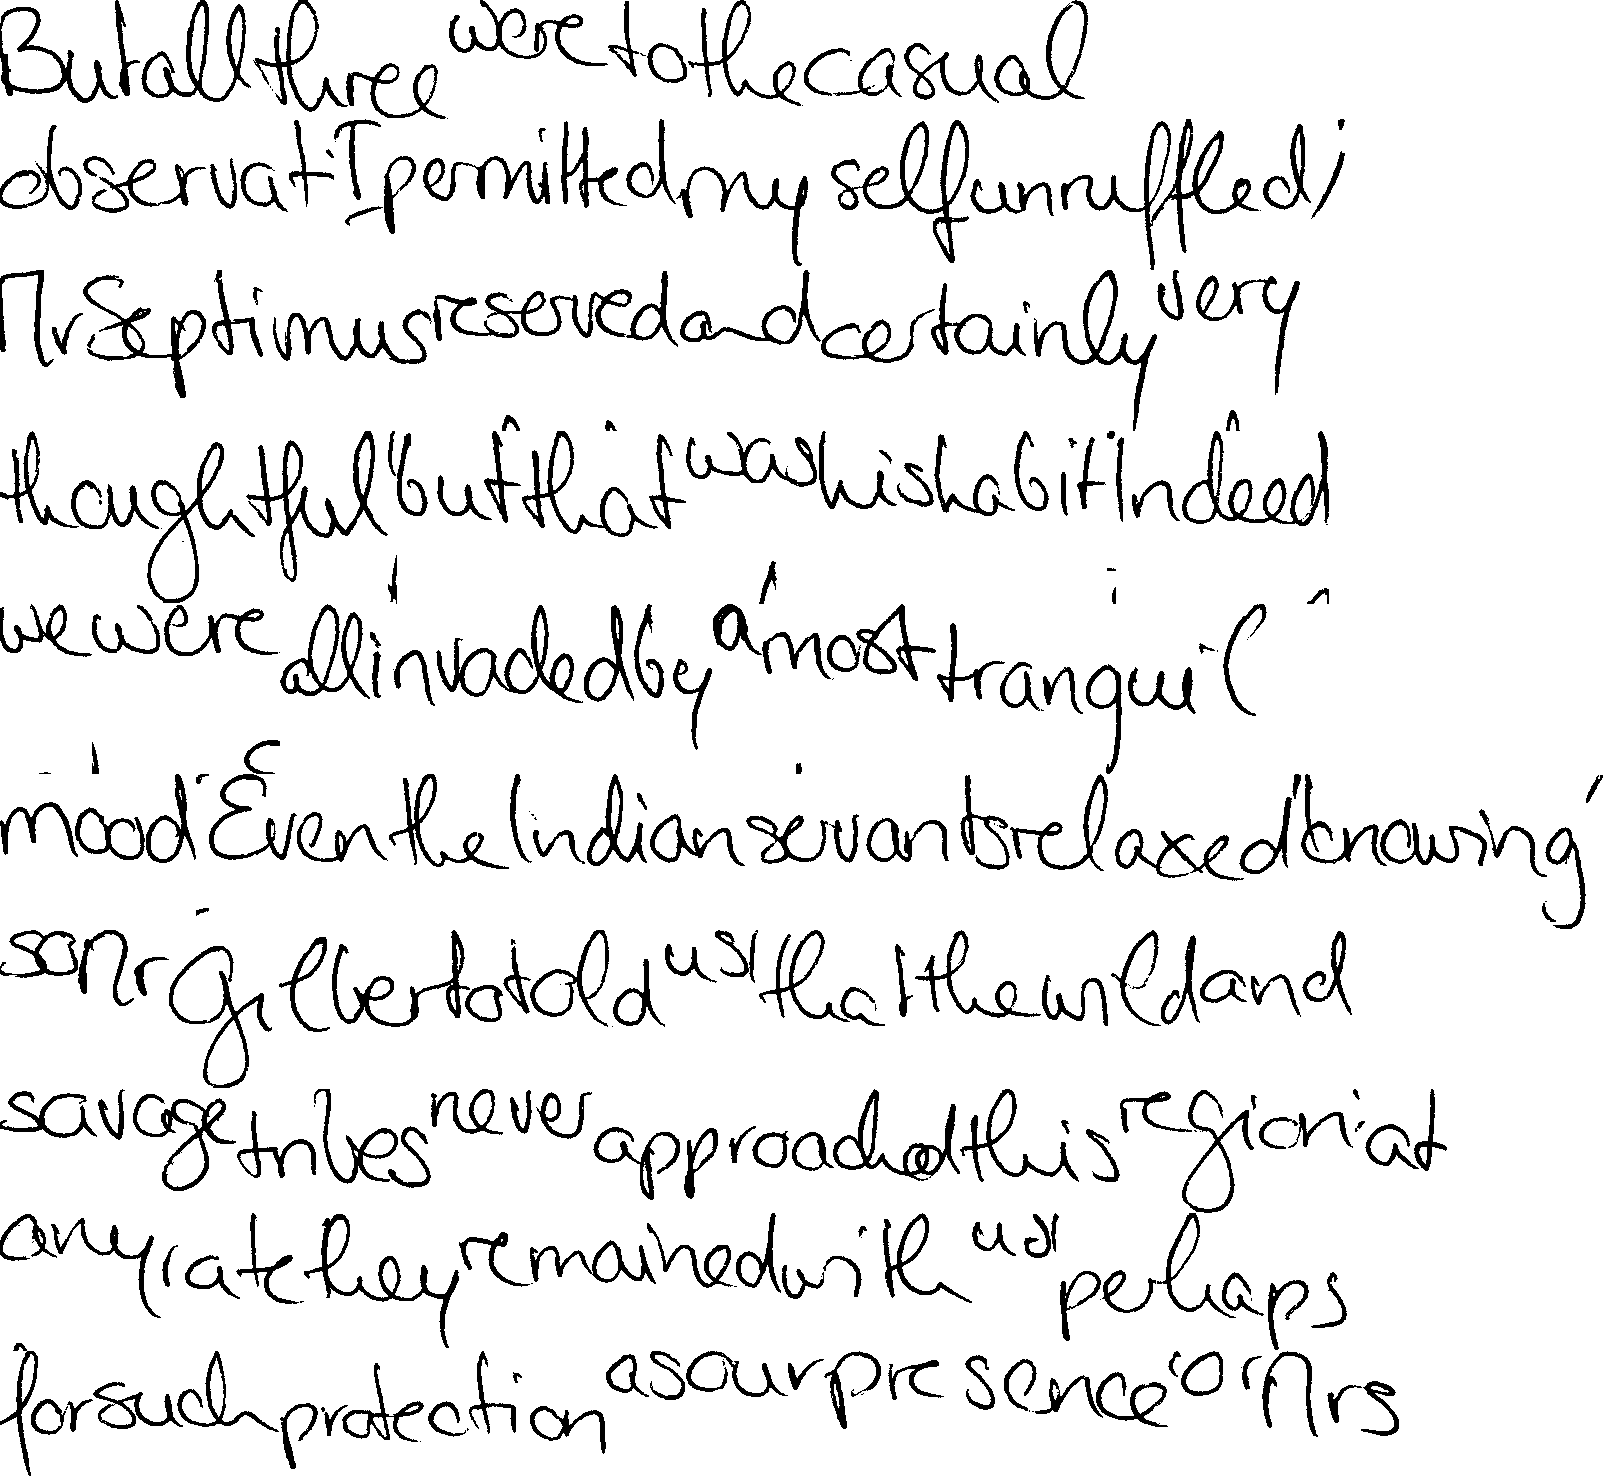 But all three were to the casual
observat I permitted my self unruffled;
Mr Septimus reserved and certainly very
thoughtful but that was his habit Indeed
we were all invaded by a most tranquil
mood Even the Indian servants relaxed knowing
so Mr Gilberto told us that the wild and
savage tribes never approached this region at
any rate they remained with us perhaps
for such protection as our presence o Mrs